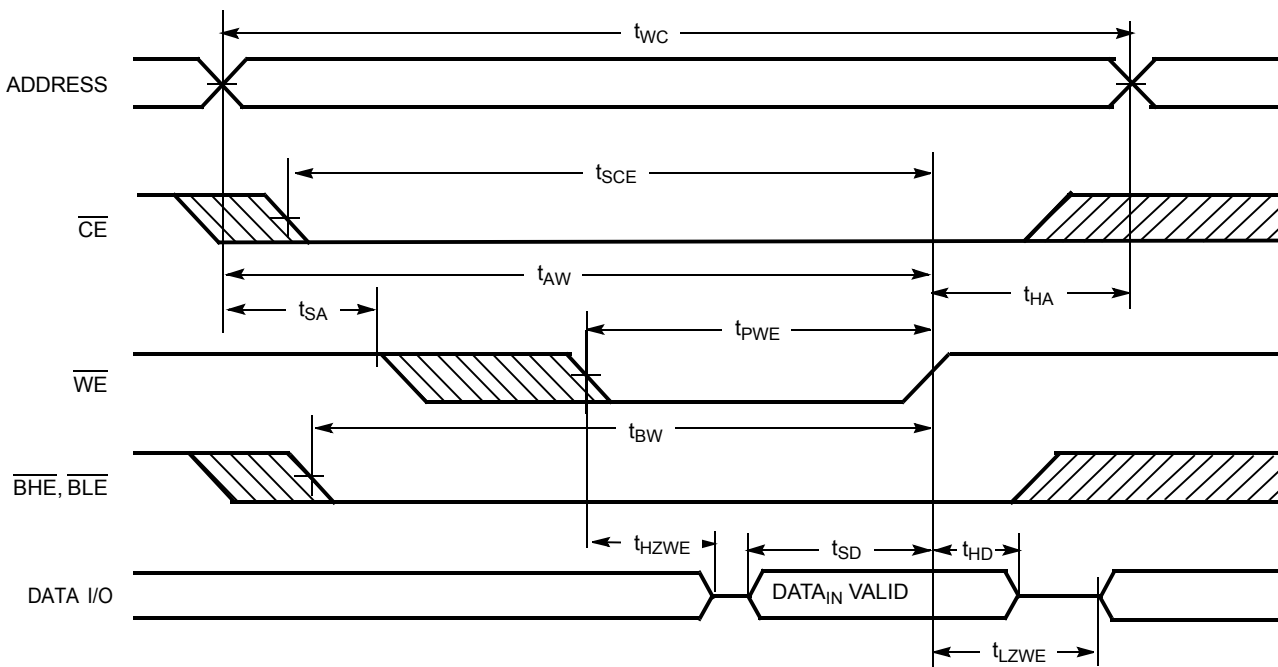 tWC
ADDRESS
tSCE
CE
tAW
tSA
tHA
tPWE
WE
tBW
BHE, BLE
tHZWE
tSD
tHD
DATA I/O
DATAIN VALID
tLZWE